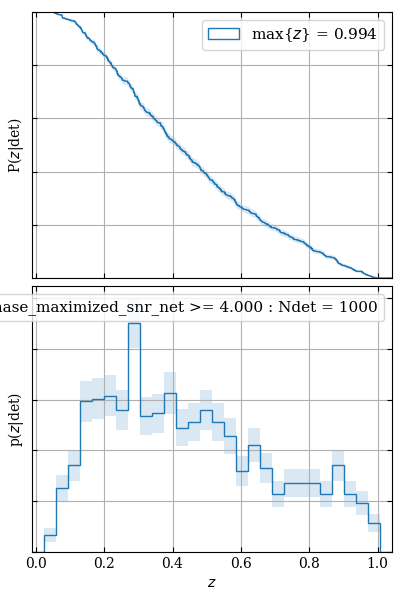 max{z} = 0.994
P(z|det)
_maximized_snr_net >= 4.000 : Ndet = 1000
p(z|det)
0.0 0.2 0.4 0.6 0.8 1.0
z